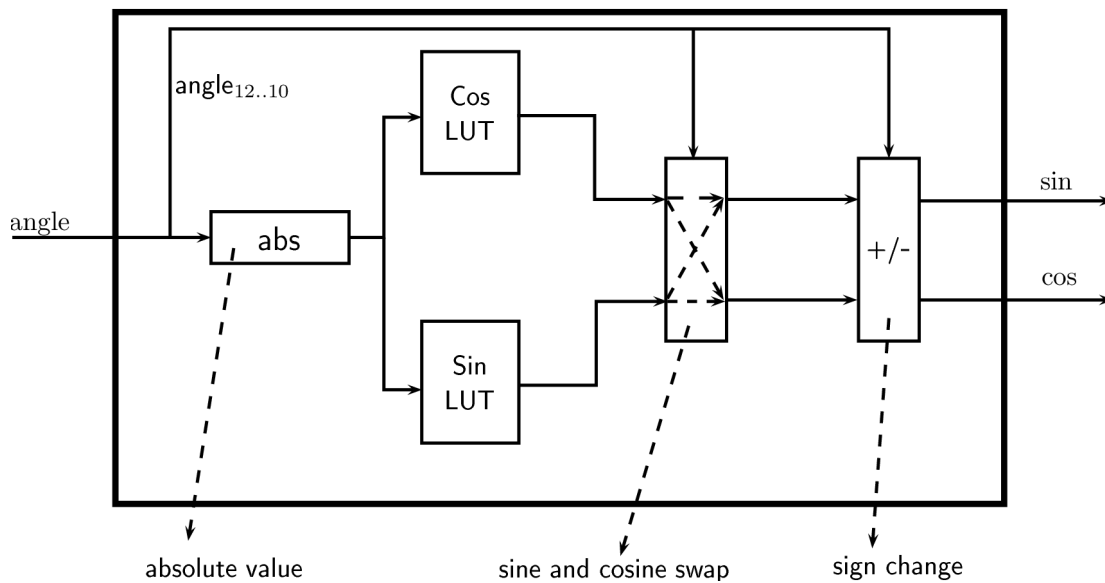 angle₁₂..₁₀
Cos
LUT
angle
abs
sin
+/-
cos
Sin
LUT
absolute value
sine and cosine swap
sign change